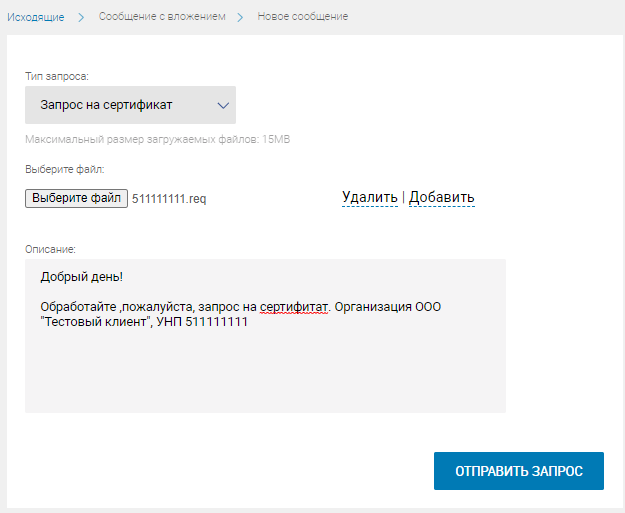 Исходящие > Сообщение с вложением > Новое сообщение
Тип запроса:
Запрос на сертификат
Максимальный размер загружаемых файлов: 15MB
Выберите файл:
Выберите файл 511111111.req Удалить | Добавить
Описание:
Добрый день!
Обработайте ,пожалуйста, запрос на сертифитат. Организация ООО
"Тестовый клиент", УНП 511111111
ОТПРАВИТЬ ЗАПРОС